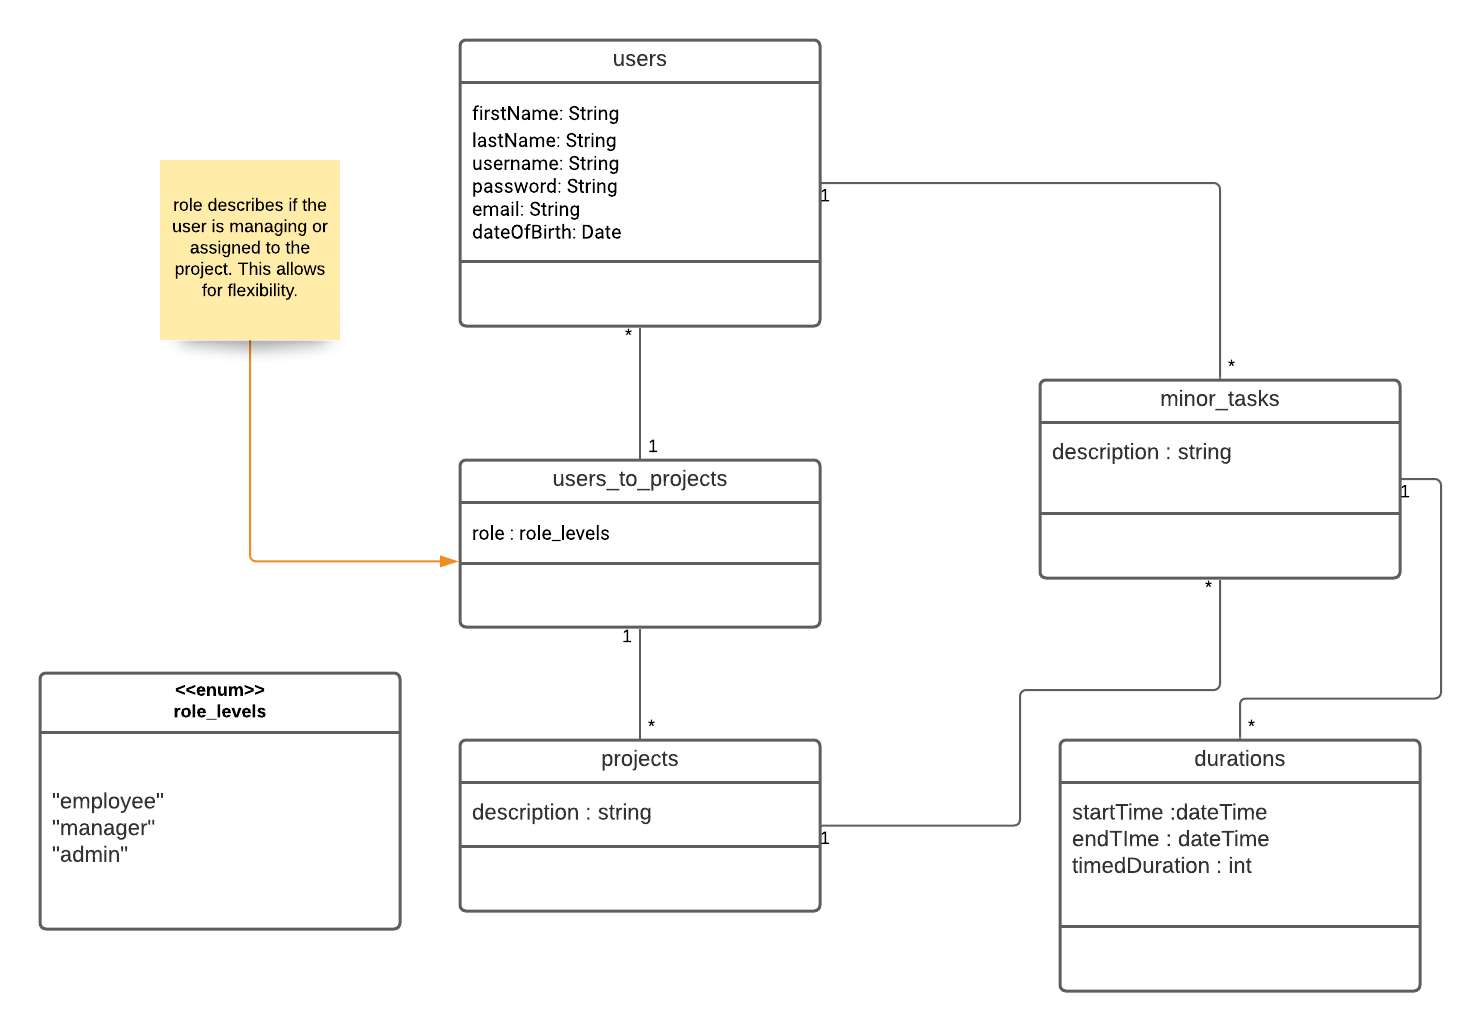 users
firstName: String
lastName: String
username: String
password: String
email: String
dateOfBirth: Date
1
*
role describes if the
user is managing or
assigned to the
project. This allows
for flexibility.
*
1
minor_tasks
description : string
1
*
users_to_projects
role : role_levels
1
*
<<enum>>
role_levels
"employee"
"manager"
"admin"
projects
description : string
1
*
durations
startTime :dateTime
endTIme : dateTime
timedDuration : int